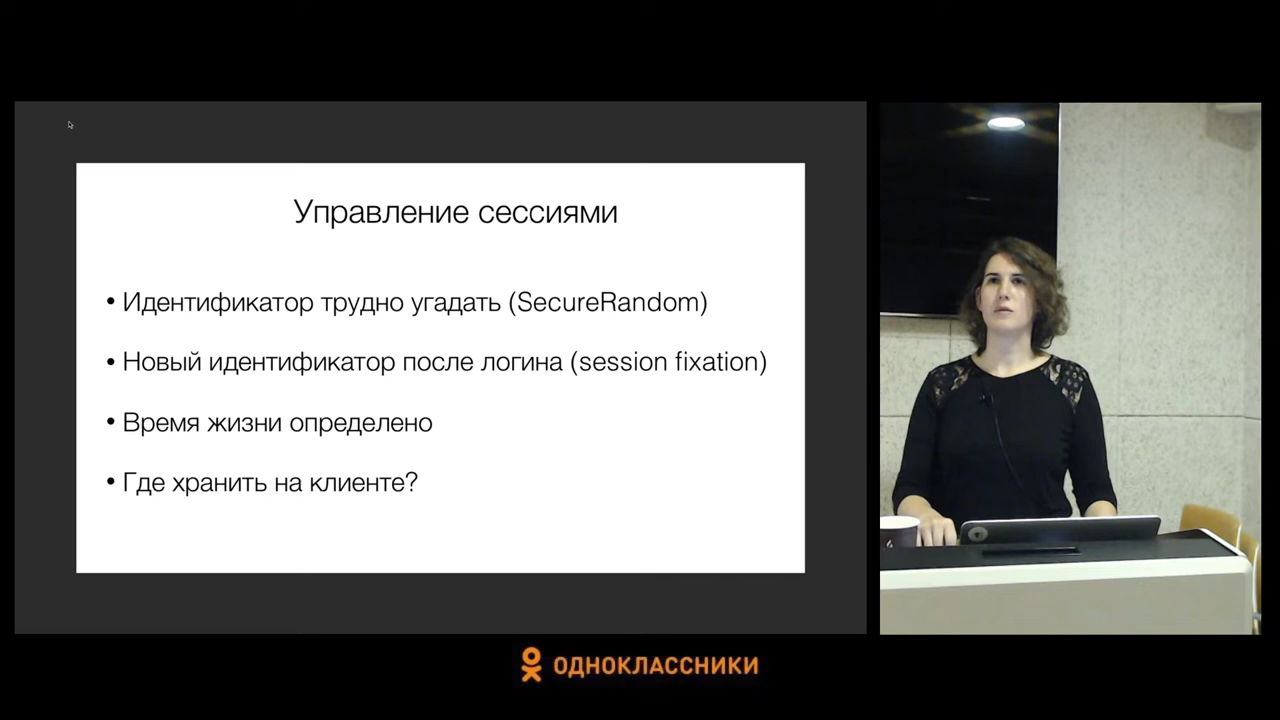 Управление сессиями
• Идентификатор трудно угадать (SecureRandom)
• Новый идентификатор после логина (session fixation)
• Время жизни определено
• Где хранить на клиенте?
ОДНОКЛАССНИКИ